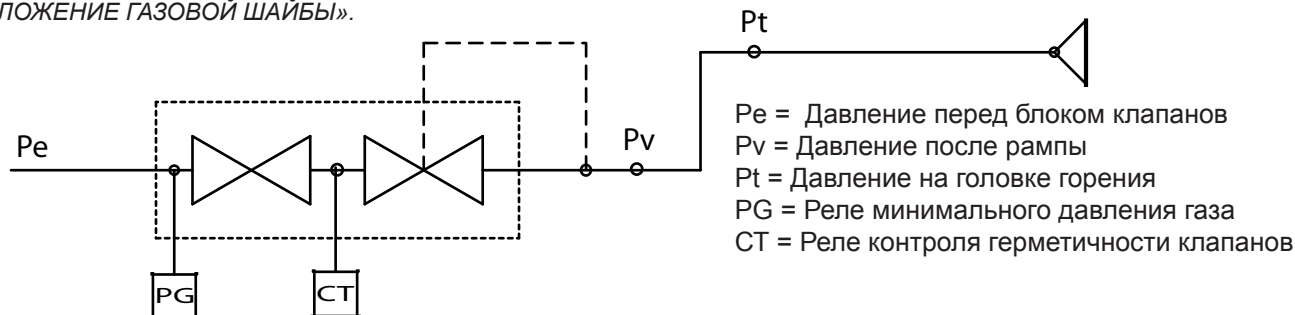 ЛОЖЕНИЕ ГАЗОВОЙ ШАЙБЫ».
Pt
Pe
Pv
Pe = Давление перед блоком клапанов
Pv = Давление после рампы
Pt = Давление на головке горения
PG = Реле минимального давления газа
CT = Реле контроля герметичности клапанов
PG
CT